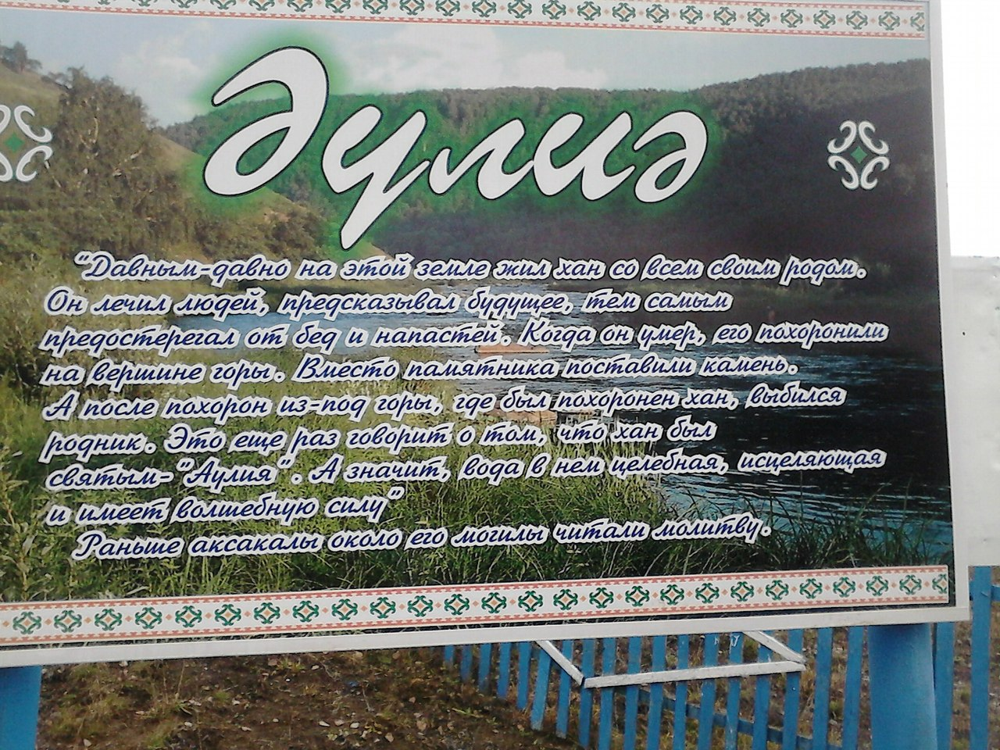 Әулиә
"Давным-давно на этой земле жил хан со всем своим родом.
Он лечил людей, предсказывал будущее, тем самым
предостерегал от бед и напастей. Когда он умер, его похоронили
на вершине горы. Вместо памятника поставили камень.
А после похорон из-под горы, где был похоронен хан, выбился
родник. Это еще раз говорит о том, что хан был
святым-"Аулия". А значит, вода в нем целебная, исцеляющая
и имеет волшебную силу"
Раньше аксакалы около его могилы читали молитву.